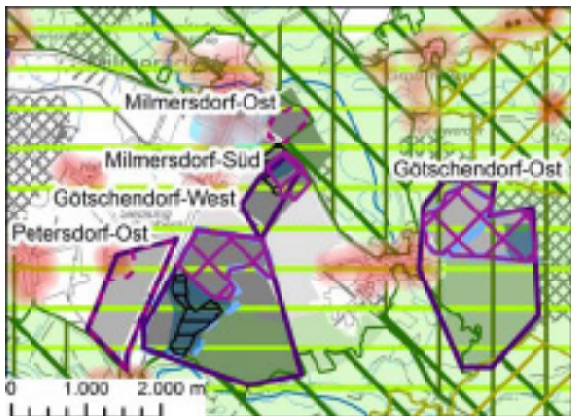 Milmersdorf-Ost
Milmersdorf-Süd
Götschendorf-Ost
Götschendorf-West
Petersdorf-Ost
0 1.000 2.000 m